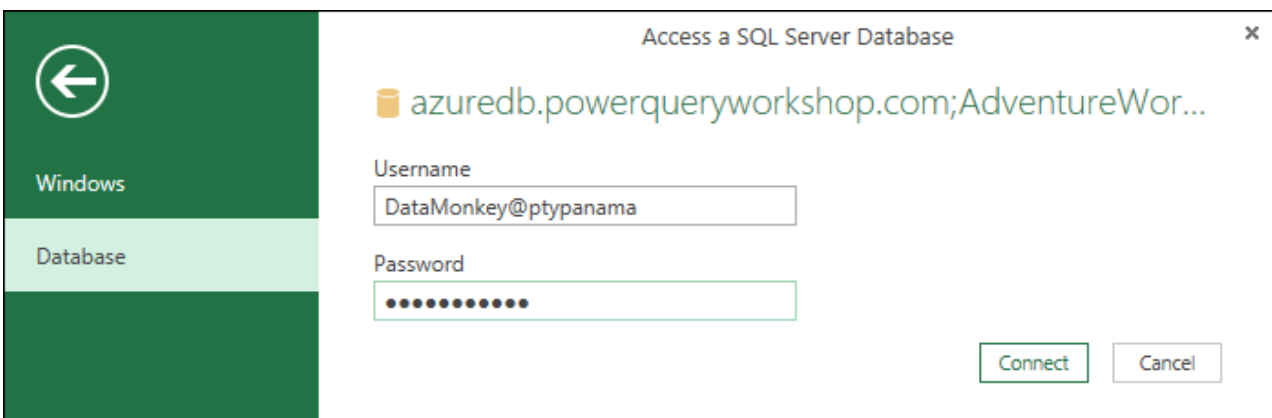 Access a SQL Server Database
azuredb.powerqueryworkshop.com;AdventureWor...
Windows
Database
Username
DataMonkey@ptypanama
Password
●●●●●●●●●●●
Connect
Cancel